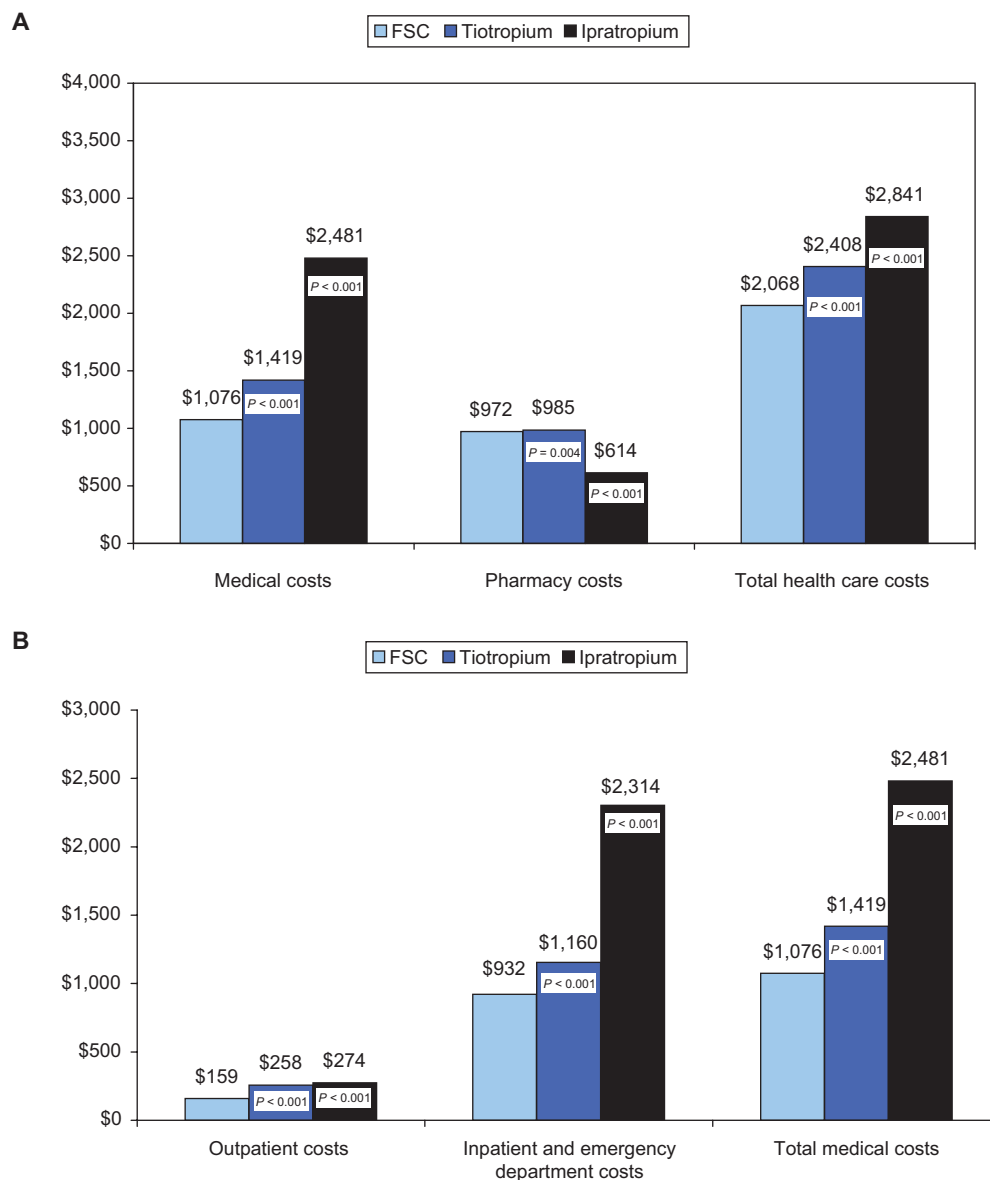 A
FSC Tiotropium Ipratropium
$4,000
$3,500
$3,000
$2,500
$2,000
$1,500
$1,000
$500
$0
$1,076
$1,419
P < 0.001
$2,481
P < 0.001
$972
$985
P = 0.004
$614
P < 0.001
$2,068
$2,408
P < 0.001
$2,841
P < 0.001
Medical costs
Pharmacy costs
Total health care costs
B
FSC Tiotropium Ipratropium
$3,000
$2,500
$2,000
$1,500
$1,000
$500
$0
$159
$258
P < 0.001
$274
P < 0.001
$932
$1,160
P < 0.001
$2,314
P < 0.001
$1,076
$1,419
P < 0.001
$2,481
P < 0.001
Outpatient costs
Inpatient and emergency
department costs
Total medical costs